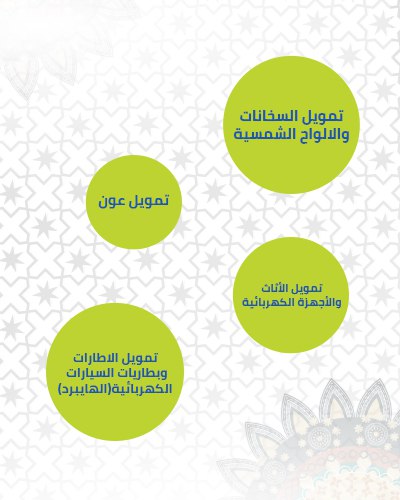 تمويل السخانات
والالواح الشمسية
تمويل عون
تمويل الأثاث
والأجهزة الكهربائية
تمويل الاطارات
وبطاريات السيارات
الكهربائية(الهايبرد)